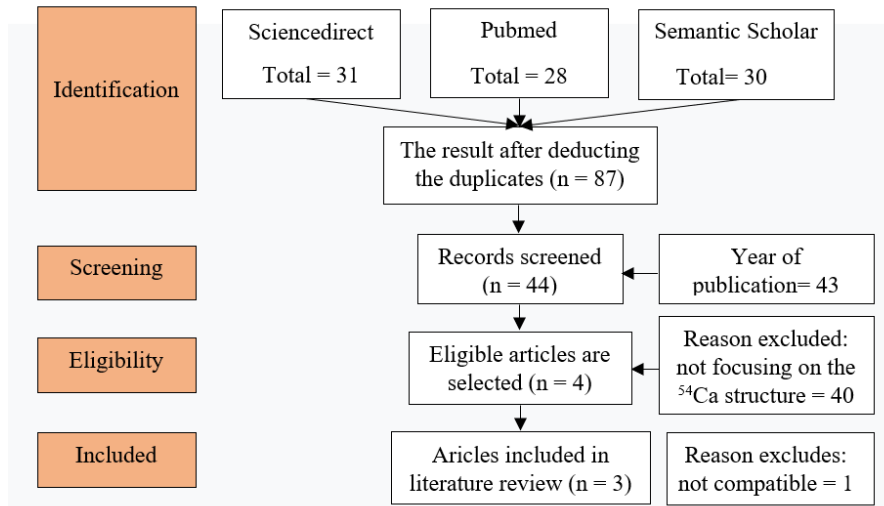 Identification
Sciencedirect
Total = 31
Pubmed
Total = 28
Semantic Scholar
Total= 30
The result after deducting
the duplicates (n = 87)
Screening
Records screened
(n = 44)
Year of
publication= 43
Eligibility
Eligible articles are
selected (n = 4)
Reason excluded:
not focusing on the
⁵⁴Ca structure = 40
Included
Aricles included in
literature review (n = 3)
Reason excludes:
not compatible = 1